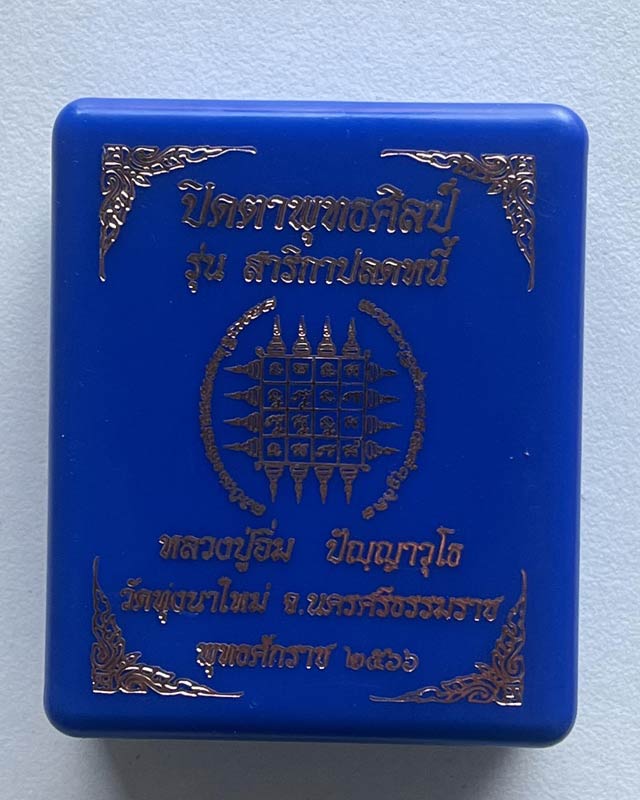 ปิดตาพุทธศิลป์
รุ่น สาริกาปลดหนี้
หลวงปู่อิ่ม ปัญฺญาวุโธ
วัดทุ่งนาใหม่ จ.นครศรีธรรมราช
พุทธศักราช ๒๕๖๖